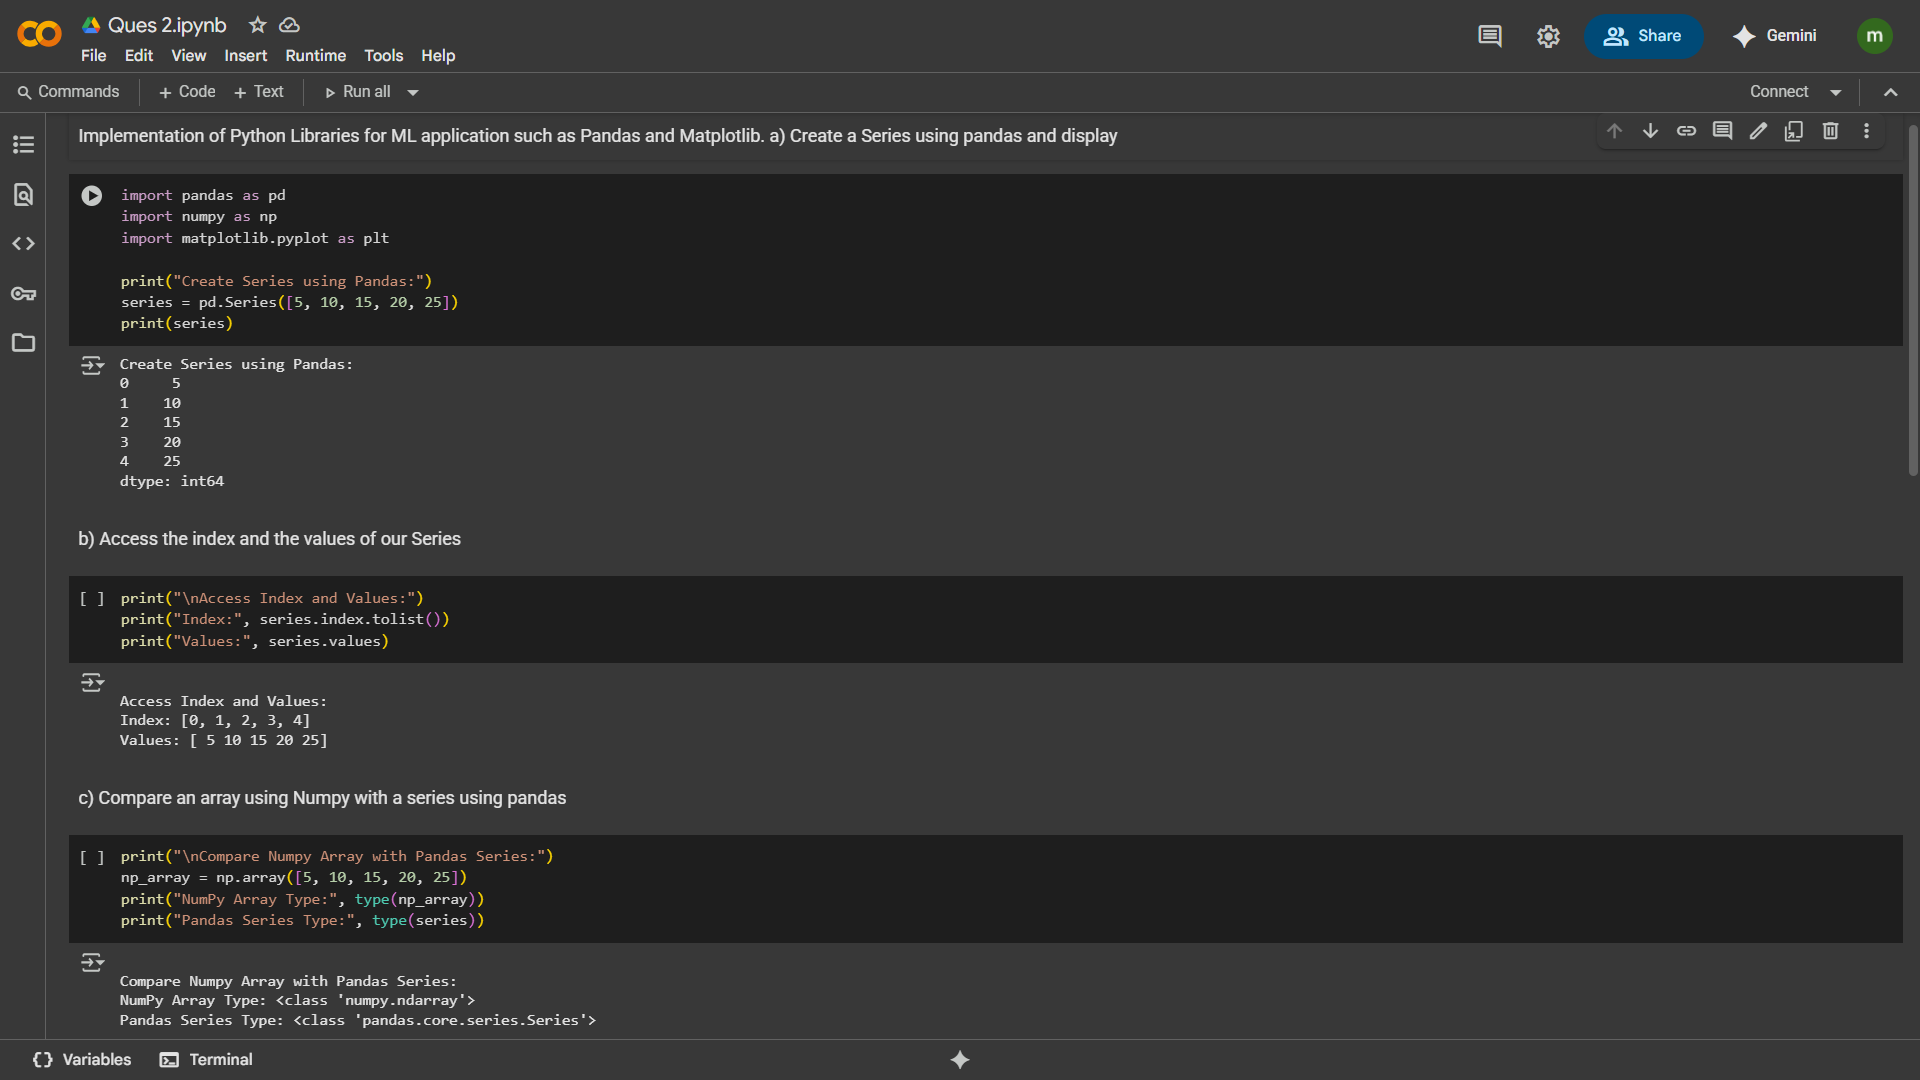 Ques 2.ipynb
File Edit View Insert Runtime Tools Help
Share
Gemini
m
Commands + Code + Text Run all
Connect
Implementation of Python Libraries for ML application such as Pandas and Matplotlib. a) Create a Series using pandas and display
import pandas as pd
import numpy as np
import matplotlib.pyplot as plt
print("Create Series using Pandas:")
series = pd.Series([5, 10, 15, 20, 25])
print(series)
Create Series using Pandas:
0     5
1    10
2    15
3    20
4    25
dtype: int64
b) Access the index and the values of our Series
[ ] print("\nAccess Index and Values:")
print("Index:", series.index.tolist())
print("Values:", series.values)
Access Index and Values:
Index: [0, 1, 2, 3, 4]
Values: [ 5 10 15 20 25]
c) Compare an array using Numpy with a series using pandas
[ ] print("\nCompare Numpy Array with Pandas Series:")
np_array = np.array([5, 10, 15, 20, 25])
print("NumPy Array Type:", type(np_array))
print("Pandas Series Type:", type(series))
Compare Numpy Array with Pandas Series:
NumPy Array Type: <class 'numpy.ndarray'>
Pandas Series Type: <class 'pandas.core.series.Series'>
Variables Terminal